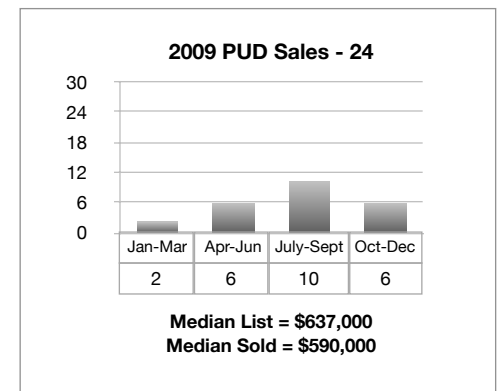 2009 PUD Sales - 24
30
24
18
12
6
0
Jan-Mar Apr-Jun July-Sept Oct-Dec
2 6 10 6
Median List = $637,000
Median Sold = $590,000